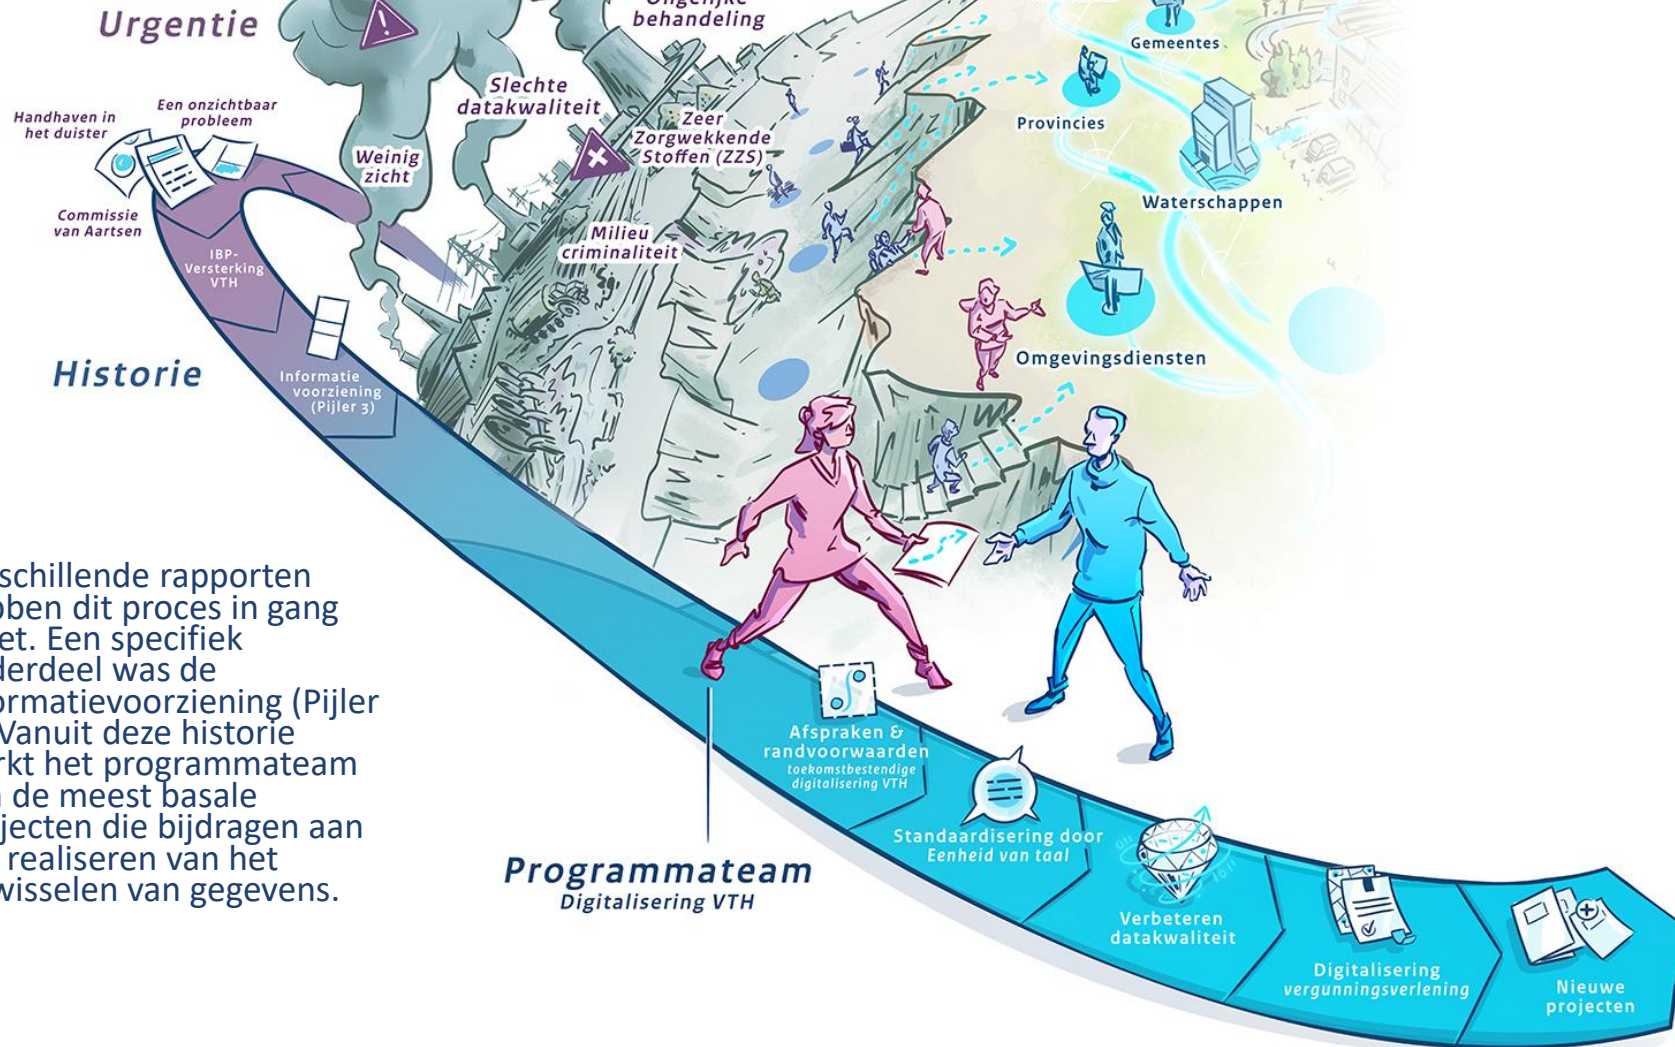 Urgentie
behandeling
Slechte
datakwaliteit
Zeer
Zorgwekkende
Stoffen (ZZS)
Weinig
zicht
Milieu
criminaliteit
Handhaven in
het duister
Een onzichtbaar
probleem
Commissie
van Aartsen
IBP-
Versterking
VTH
Historie
Informatie
voorziening
(Pijler 3)
Gemeentes
Provincies
Waterschappen
Omgevingsdiensten
schillende rapporten
bben dit proces in gang
et. Een specifiek
derdeel was de
ormatievoorziening (Pijler
Vanuit deze historie
rkt het programmateam
de meest basale
jecten die bijdragen aan
realiseren van het
wisselen van gegevens.
Programmateam
Digitalisering VTH
Afspraken &
randvoorwaarden
toekomstbestendige
digitalisering VTH
Standaardisering door
Eenheid van taal
Verbeteren
datakwaliteit
Digitalisering
vergunningsverlening
Nieuwe
projecten